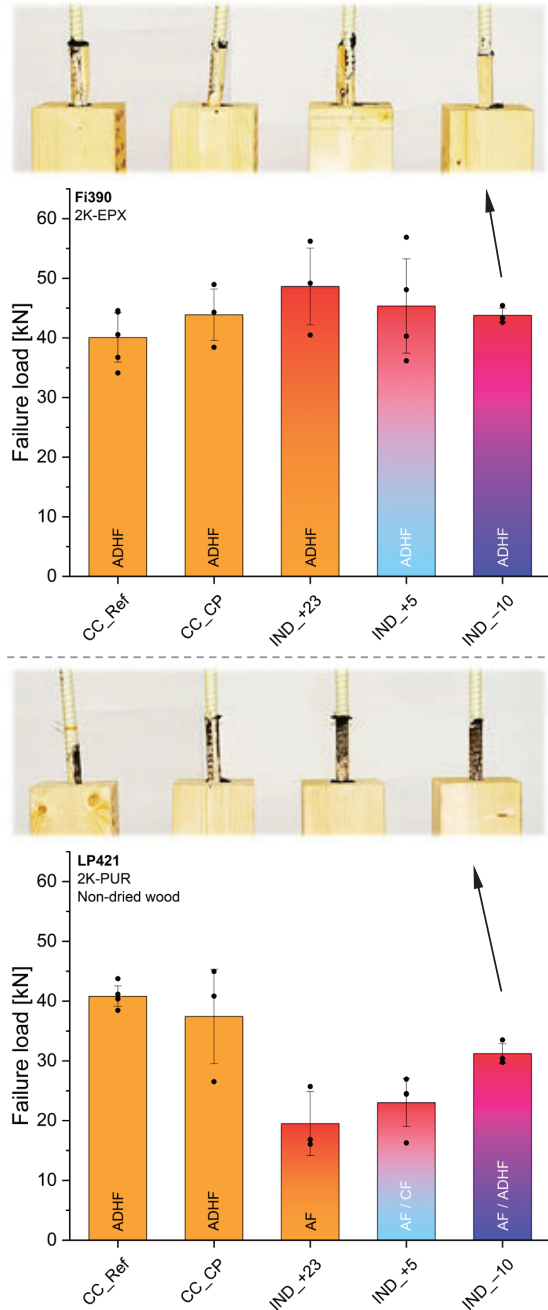 Fi390
2K-EPX
Failure load [kN]
60
50
40
30
20
10
0
ADHF
ADHF
ADHF
ADHF
ADHF
CC_Ref
CC_CP
IND_+23
IND_+5
IND_−10
LP421
2K-PUR
Non-dried wood
Failure load [kN]
60
50
40
30
20
10
0
ADHF
ADHF
AF
AF / CF
AF / ADHF
CC_Ref
CC_CP
IND_+23
IND_+5
IND_−10